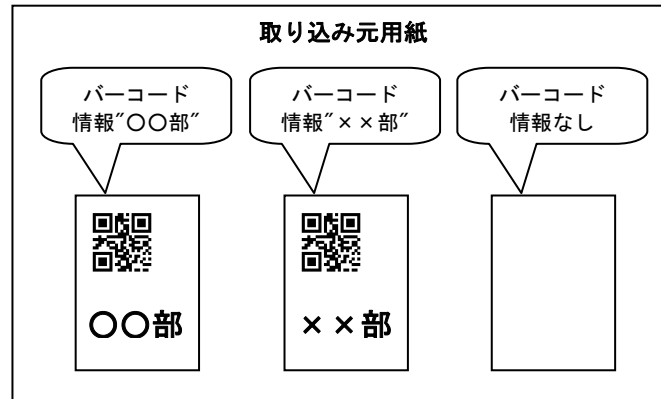 取り込み元用紙
バーコード
情報"〇〇部"
バーコード
情報"××部"
バーコード
情報なし
〇〇部
××部